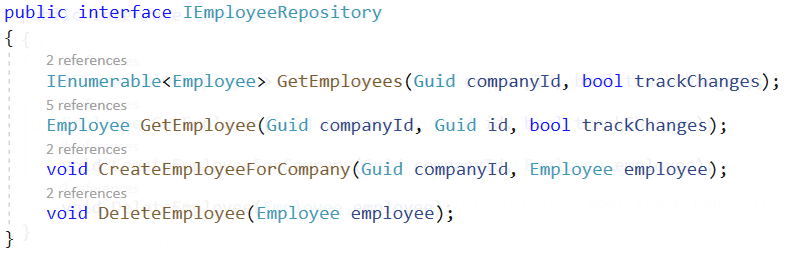 public interface IEmployeeRepository
{
2 references
IEnumerable<Employee> GetEmployees(Guid companyId, bool trackChanges);
5 references
Employee GetEmployee(Guid companyId, Guid id, bool trackChanges);
2 references
void CreateEmployeeForCompany(Guid companyId, Employee employee);
2 references
void DeleteEmployee(Employee employee);
}